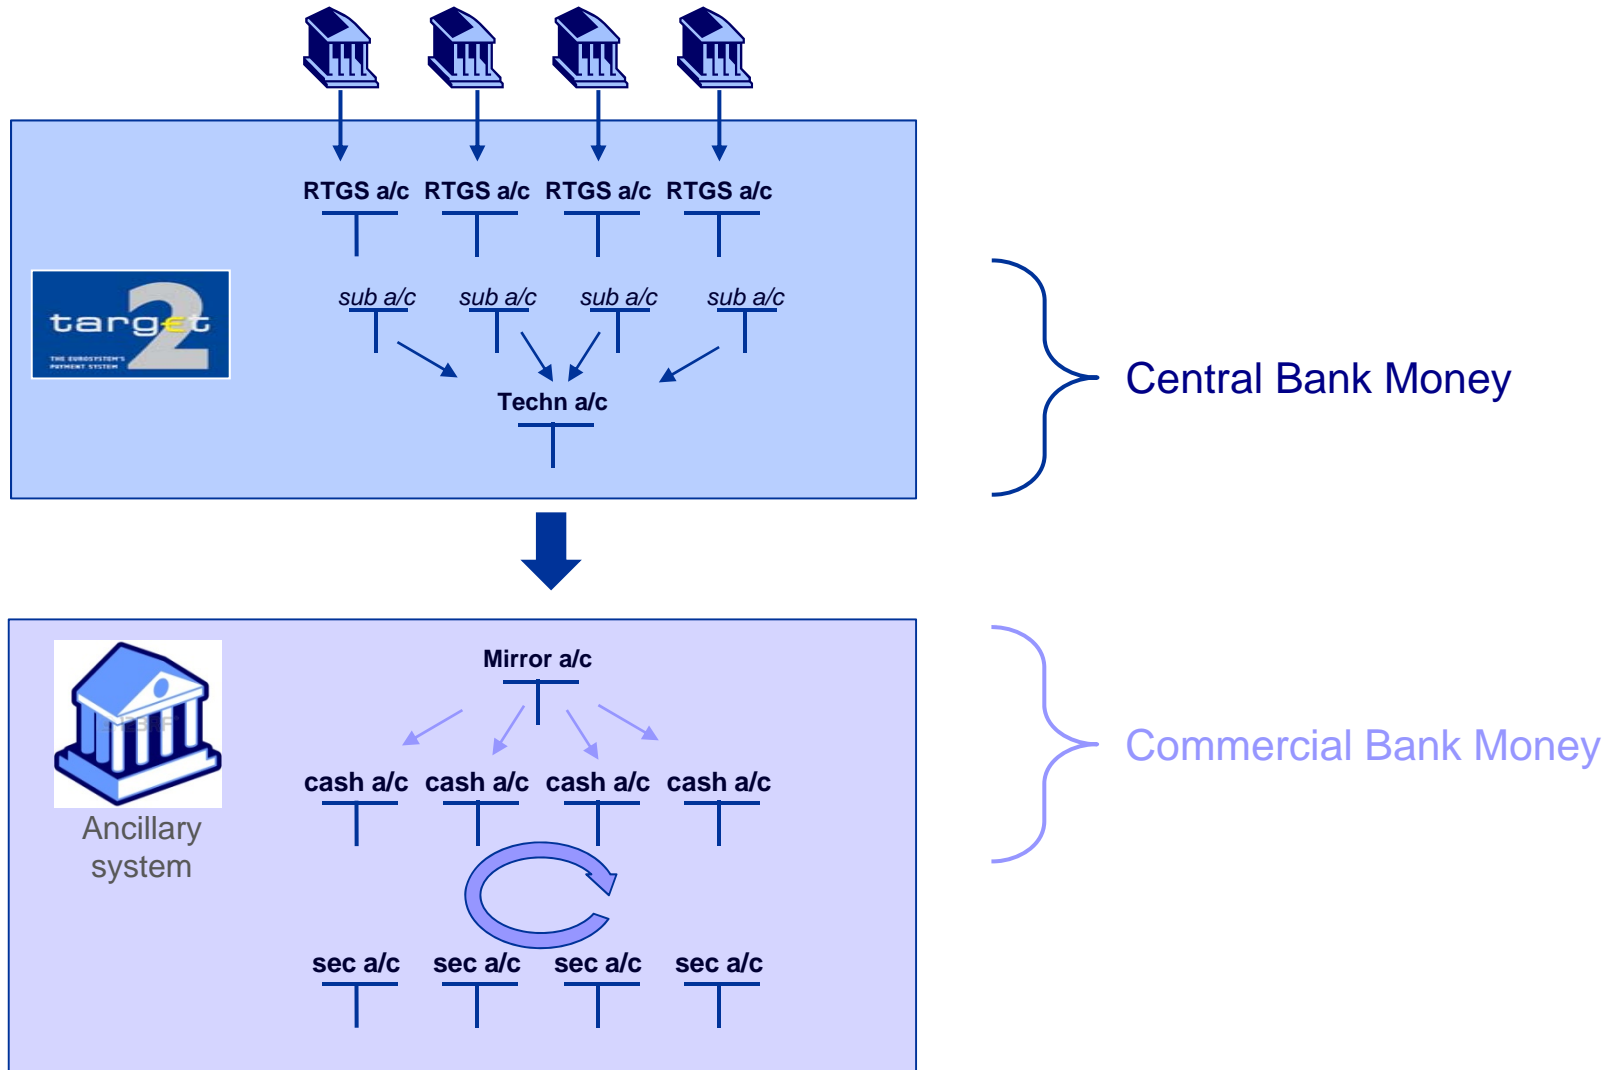 RTGS a/c RTGS a/c RTGS a/c RTGS a/c
sub a/c sub a/c sub a/c sub a/c
target
2
THE EUROSYSTEM'S
PAYMENT SYSTEM
Techn a/c
Central Bank Money
Mirror a/c
cash a/c cash a/c cash a/c cash a/c
Commercial Bank Money
Ancillary
system
sec a/c sec a/c sec a/c sec a/c